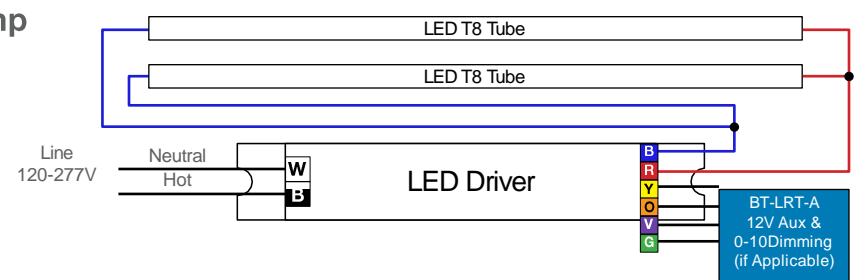 LED T8 Tube
LED T8 Tube
Line
120-277V
Neutral
Hot
W
B
LED Driver
B
R
Y
O
V
G
BT-LRT-A
12V Aux &
0-10Dimming
(if Applicable)